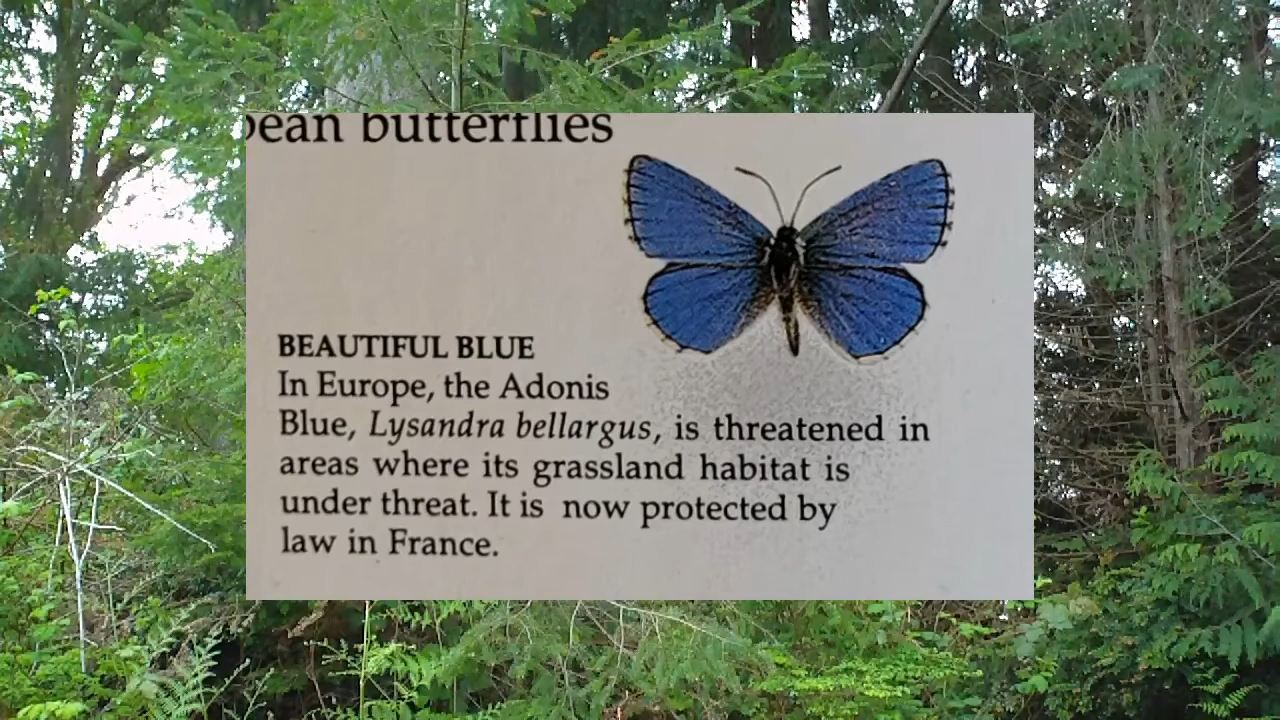 bean butterflies
BEAUTIFUL BLUE
In Europe, the Adonis
Blue, Lysandra bellargus, is threatened in
areas where its grassland habitat is
under threat. It is now protected by
law in France.